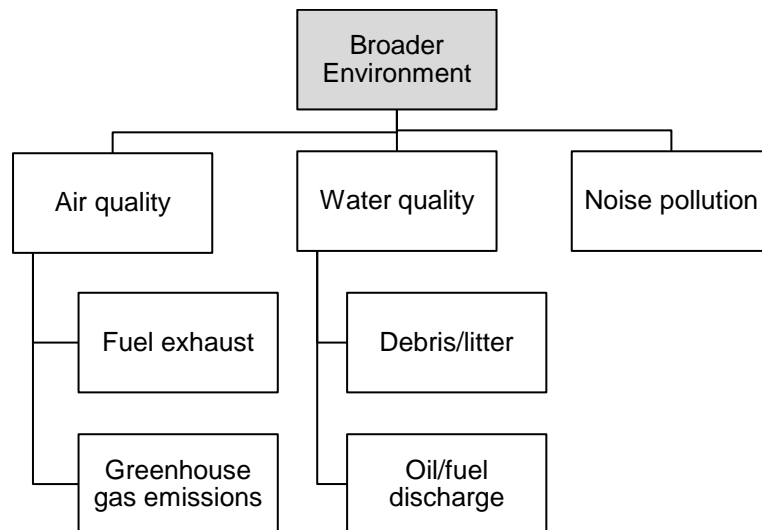 Broader
Environment
Air quality
Water quality
Noise pollution
Fuel exhaust
Debris/litter
Greenhouse
gas emissions
Oil/fuel
discharge